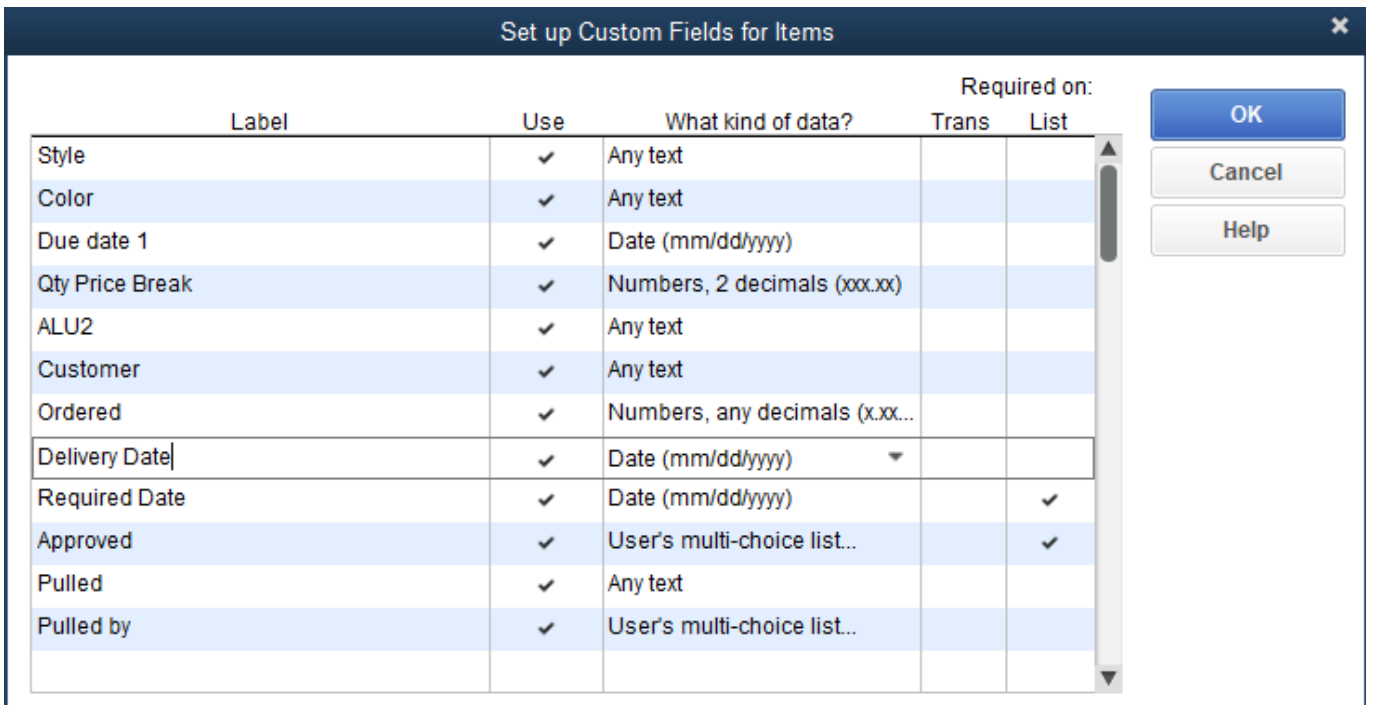 Set up Custom Fields for Items
Required on:
Label Use What kind of data? Trans List
Style Any text
Color Any text
Due date 1 Date (mm/dd/yyyy)
Qty Price Break Numbers, 2 decimals (xxx.xx)
ALU2 Any text
Customer Any text
Ordered Numbers, any decimals (x.xx...
Delivery Date Date (mm/dd/yyyy)
Required Date Date (mm/dd/yyyy)
Approved User's multi-choice list...
Pulled Any text
Pulled by User's multi-choice list...
OK
Cancel
Help